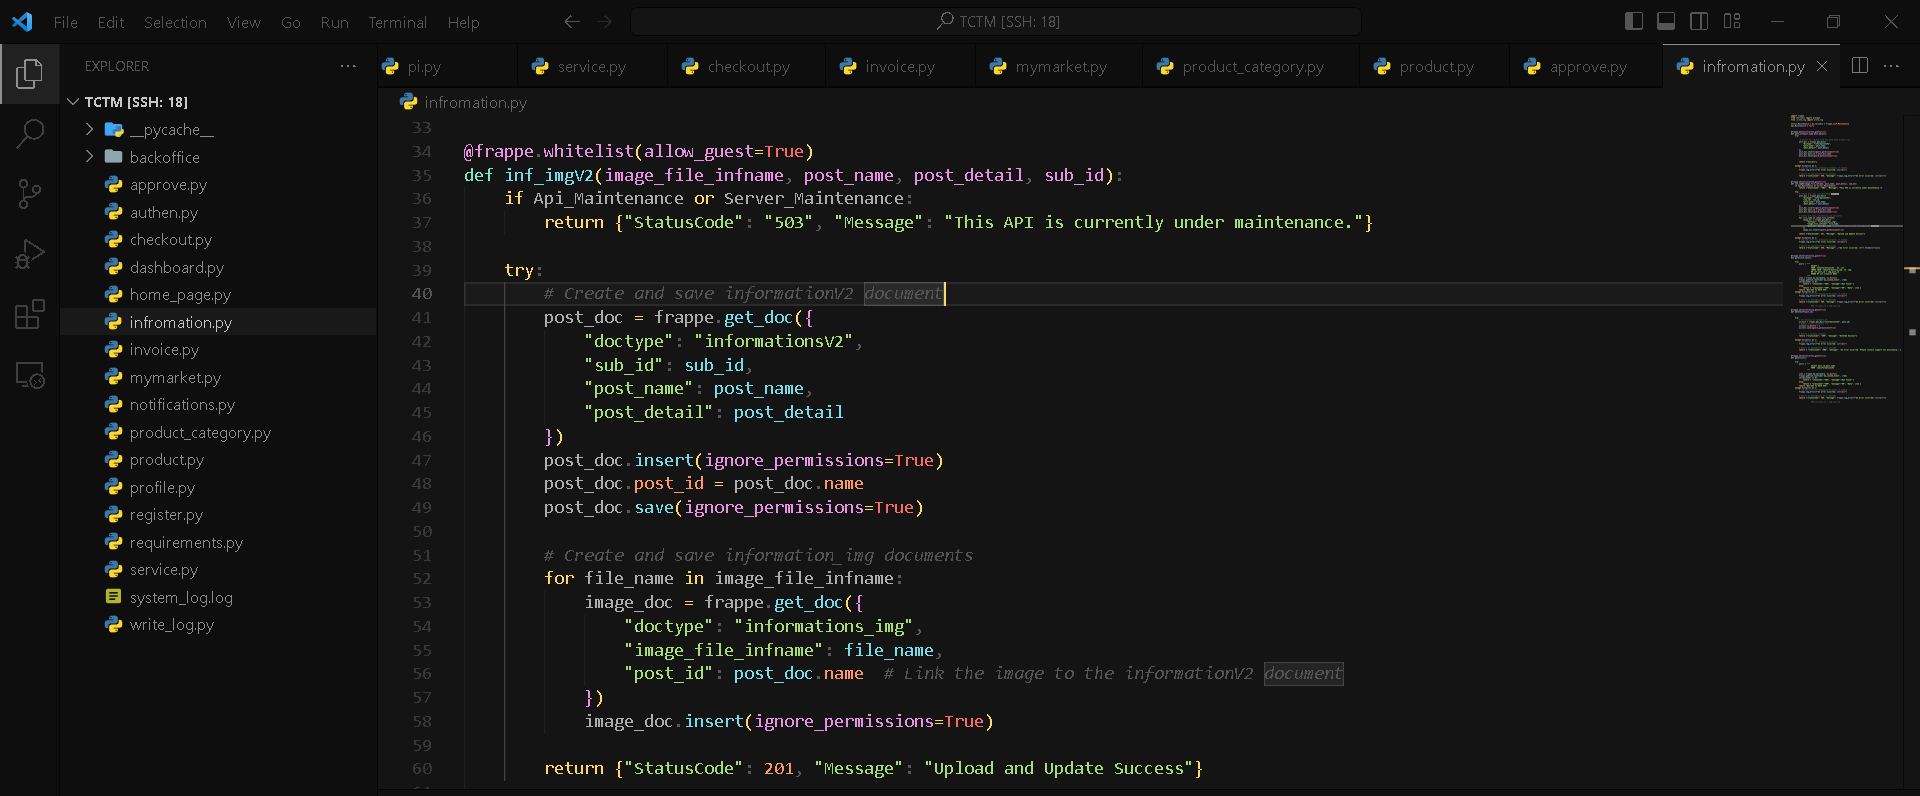 File Edit Selection View Go Run Terminal Help
TCTM [SSH: 18]
EXPLORER
TCTM [SSH: 18]
__pycache__
backoffice
approve.py
authen.py
checkout.py
dashboard.py
home_page.py
infromation.py
invoice.py
mymarket.py
notifications.py
product_category.py
product.py
profile.py
register.py
requirements.py
service.py
system_log.log
write_log.py
pi.py service.py checkout.py invoice.py mymarket.py product_category.py product.py approve.py infromation.py
infromation.py
33
34 @frappe.whitelist(allow_guest=True)
35 def inf_imgV2(image_file_infname, post_name, post_detail, sub_id):
36 if Api_Maintenance or Server_Maintenance:
37 return {"StatusCode": "503", "Message": "This API is currently under maintenance."}
38
39 try:
40 # Create and save informationV2 document
41 post_doc = frappe.get_doc({
42 "doctype": "informationsV2",
43 "sub_id": sub_id,
44 "post_name": post_name,
45 "post_detail": post_detail
46 })
47 post_doc.insert(ignore_permissions=True)
48 post_doc.post_id = post_doc.name
49 post_doc.save(ignore_permissions=True)
50
51 # Create and save information_img documents
52 for file_name in image_file_infname:
53 image_doc = frappe.get_doc({
54 "doctype": "informations_img",
55 "image_file_infname": file_name,
56 "post_id": post_doc.name # Link the image to the informationV2 document
57 })
58 image_doc.insert(ignore_permissions=True)
59
60 return {"StatusCode": 201, "Message": "Upload and Update Success"}